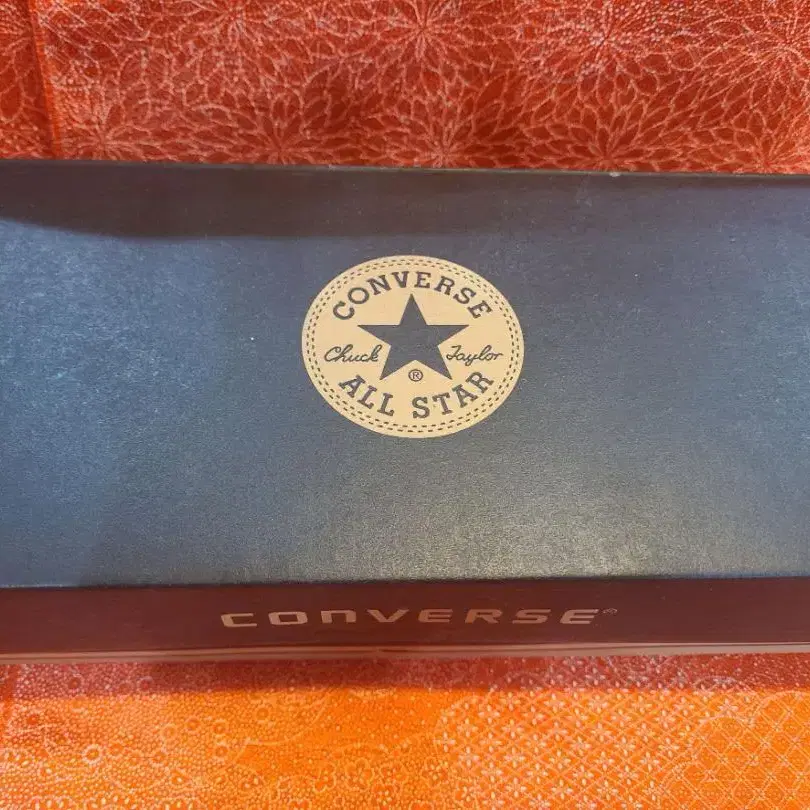 CONVERSE
Chuck Taylor
®
ALL STAR
CONVERSE®